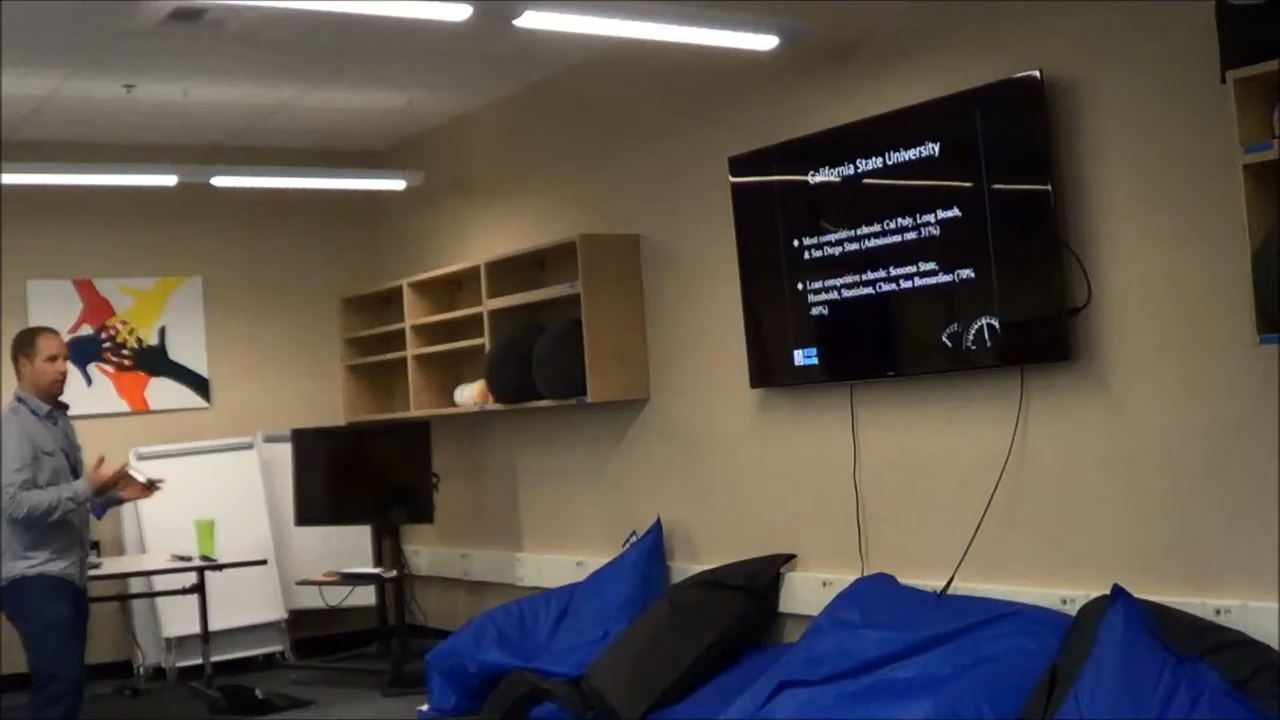 California State University
❖ Most competitive schools: Cal Poly, Long Beach,
& San Diego State (Admissions rate: 31%)
❖ Least competitive schools: Sonoma State,
Humboldt, Stanislaus, Chico, San Bernardino (70%
-80%)